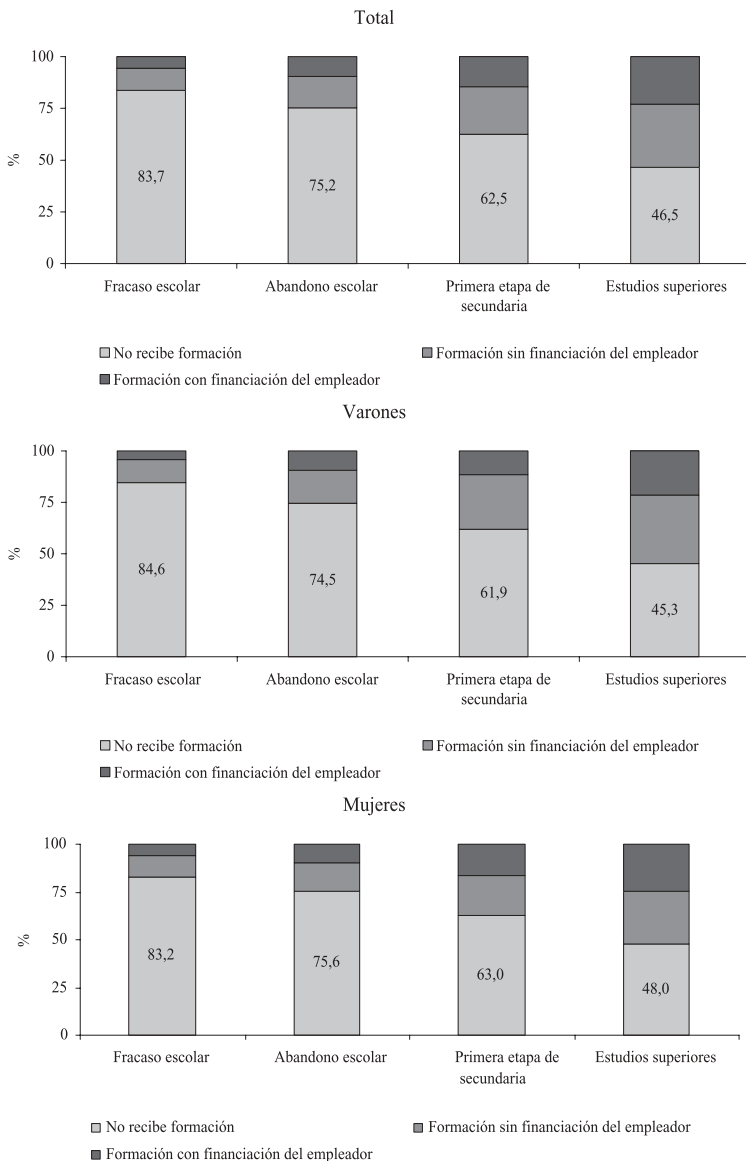 Total
100
75
50
25
0
%
83,7
75,2
62,5
46,5
Fracaso escolar
Abandono escolar
Primera etapa de
secundaria
Estudios superiores
No recibe formación
Formación sin financiación del empleador
Formación con financiación del empleador
Varones
100
75
50
25
0
%
84,6
74,5
61,9
45,3
Fracaso escolar
Abandono escolar
Primera etapa de
secundaria
Estudios superiores
No recibe formación
Formación sin financiación del empleador
Formación con financiación del empleador
Mujeres
100
75
50
25
0
%
83,2
75,6
63,0
48,0
Fracaso escolar
Abandono escolar
Primera etapa de
secundaria
Estudios superiores
No recibe formación
Formación sin financiación del empleador
Formación con financiación del empleador